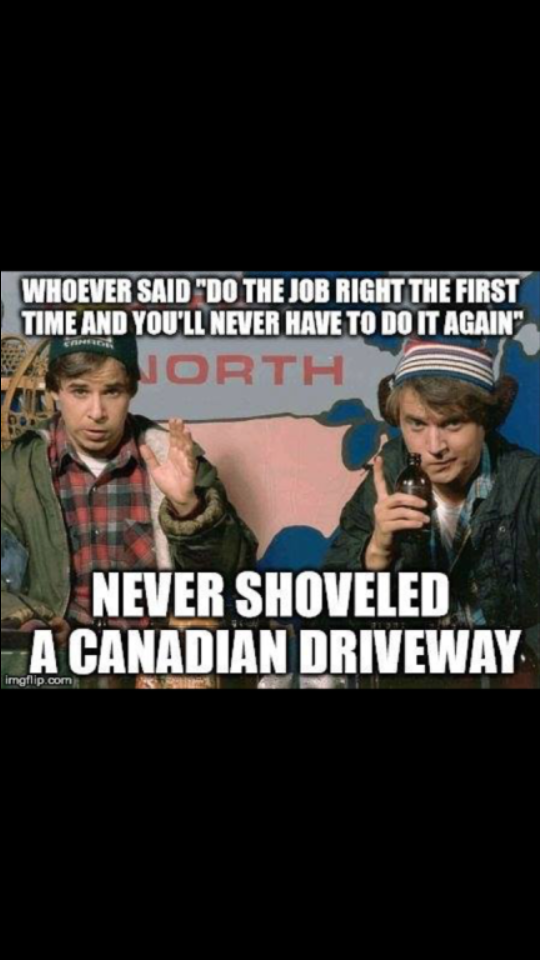 WHOEVER SAID "DO THE JOB RIGHT THE FIRST
TIME AND YOU'LL NEVER HAVE TO DO IT AGAIN"
CANADA
NORTH
NEVER SHOVELED
A CANADIAN DRIVEWAY
imgflip.com